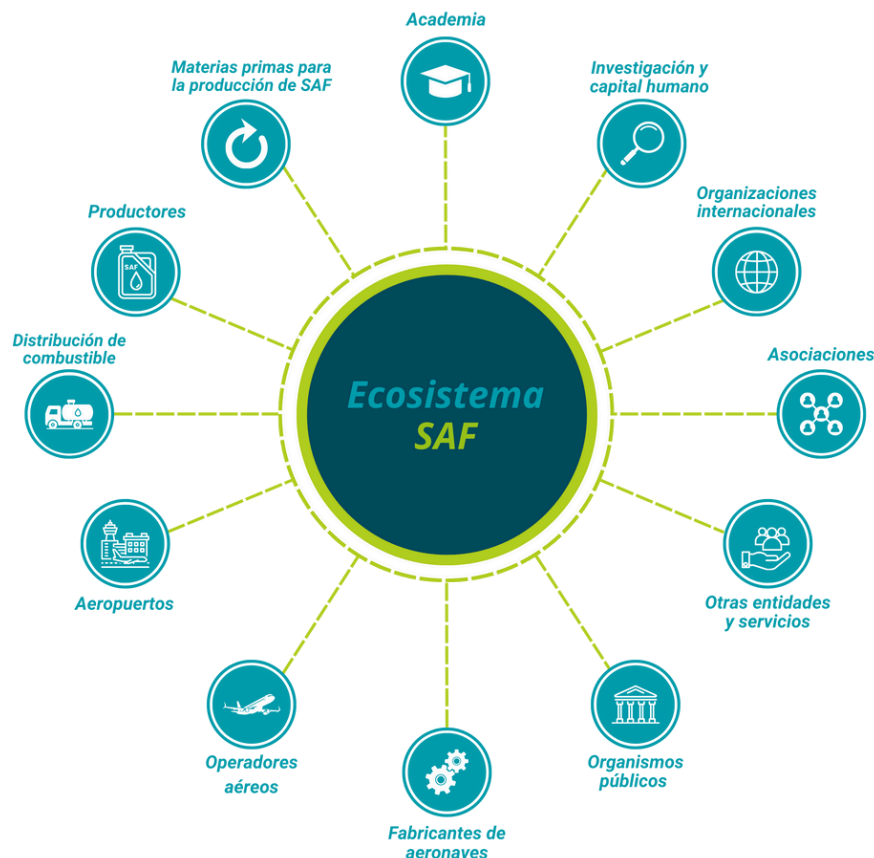 Academia
Materias primas para
la producción de SAF
Investigación y
capital humano
Organizaciones
internacionales
Productores
SAF
Distribución de
combustible
Asociaciones
Ecosistema
SAF
Aeropuertos
Otras entidades
y servicios
Operadores
aéreos
Organismos
públicos
Fabricantes de
aeronaves